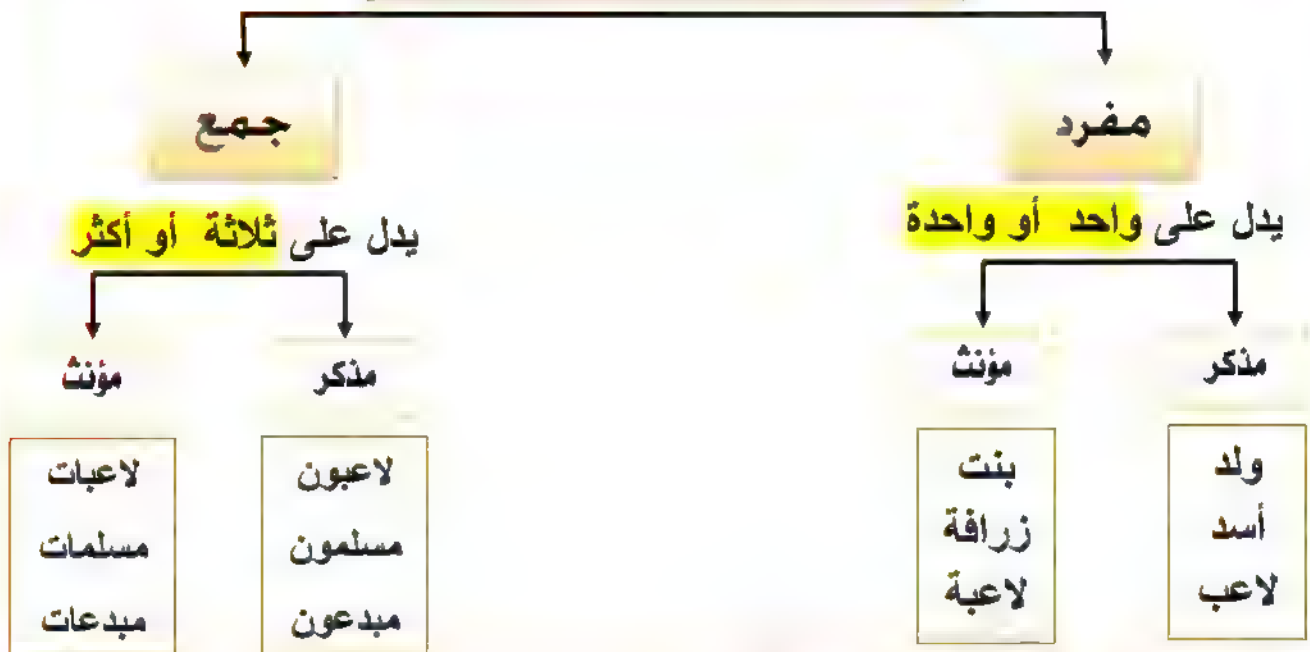 مفرد
جمع
يدل على واحد أو واحدة
يدل على ثلاثة أو أكثر
مذكر
مؤنث
مذكر
مؤنث
ولد
أسد
لاعب
بنت
زرافة
لاعبة
لاعبون
مسلمون
مبدعون
لاعبات
مسلمات
مبدعات